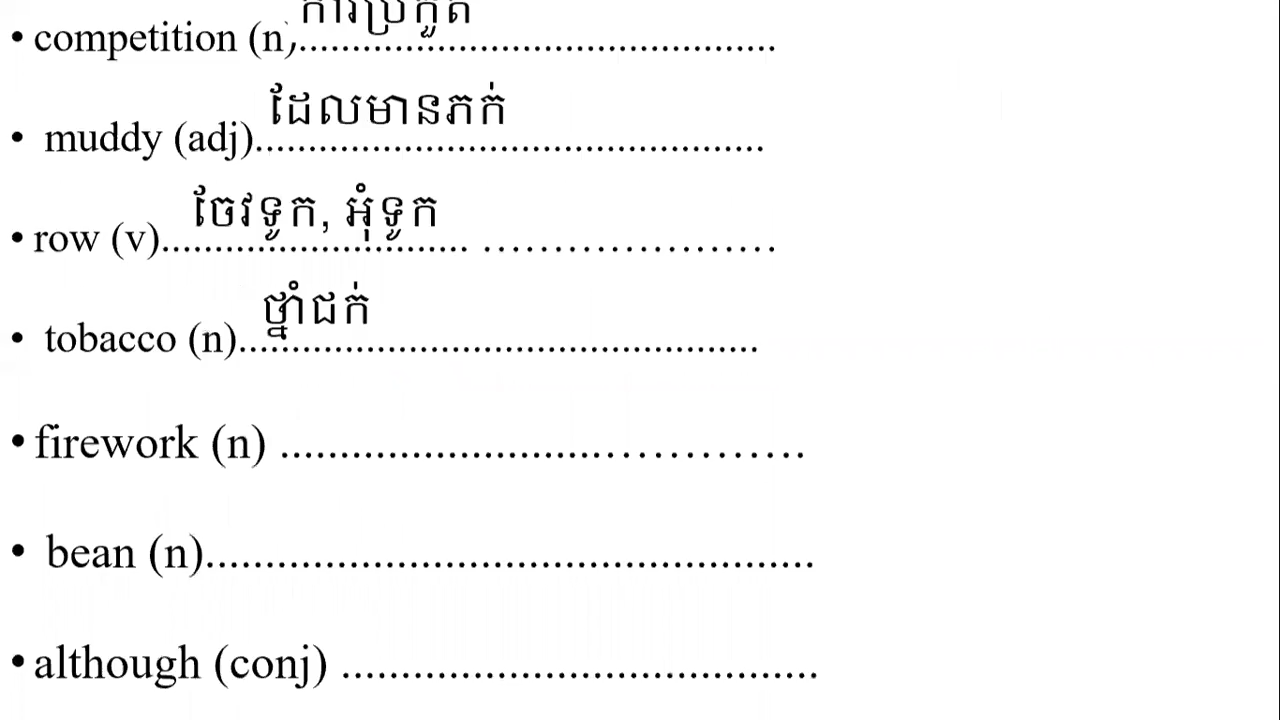 • competition (n)..................................................... ការប្រកួត
• muddy (adj)................................................... ដែលមានភក់
• row (v)............................... ………………… ចែវទូក, អុំទូក
• tobacco (n).................................................... ថ្នាំជក់
• firework (n) ...........................…………
• bean (n)...................................................
• although (conj) ........................................